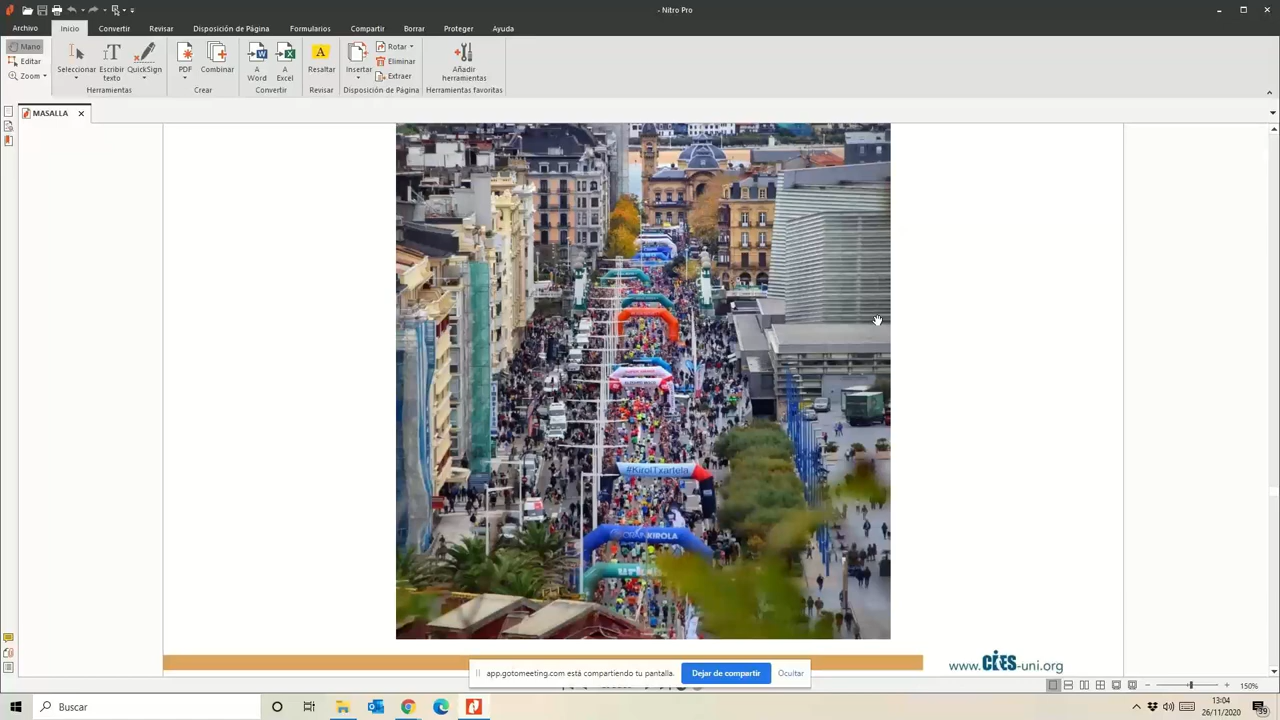 - Nitro Pro
Archivo Inicio Convertir Revisar Disposición de Página Formularios Compartir Borrar Proteger Ayuda
Mano
Editar
Zoom
Seleccionar
Escribir texto
QuickSign
Herramientas
PDF
Combinar
Crear
A Word
A Excel
Convertir
Resaltar
Revisar
Insertar
Rotar
Eliminar
Extraer
Disposición de Página
Añadir herramientas
Herramientas favoritas
MASALLA
#KirolTxartela
KIROLA
www.CIES-uni.org
app.gotomeeting.com está compartiendo tu pantalla.
Dejar de compartir
Ocultar
150%
Buscar
13:04
26/11/2020
39